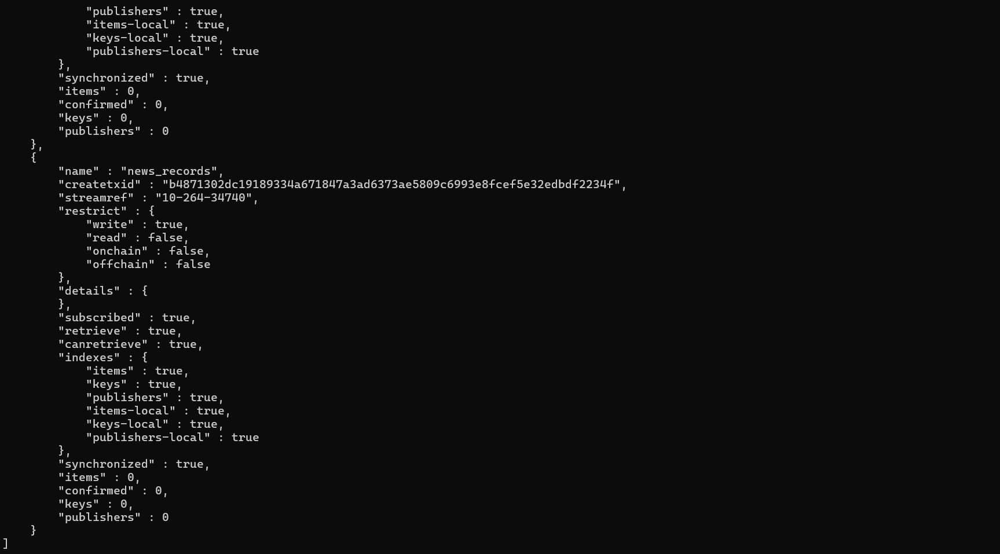 "publishers" : true,
            "items-local" : true,
            "keys-local" : true,
            "publishers-local" : true
        },
        "synchronized" : true,
        "items" : 0,
        "confirmed" : 0,
        "keys" : 0,
        "publishers" : 0
    },
    {
        "name" : "news_records",
        "createtxid" : "b4871302dc19189334a671847a3ad6373ae5809c6993e8fcef5e32edbdf2234f",
        "streamref" : "10-264-34740",
        "restrict" : {
            "write" : true,
            "read" : false,
            "onchain" : false,
            "offchain" : false
        },
        "details" : {
        },
        "subscribed" : true,
        "retrieve" : true,
        "canretrieve" : true,
        "indexes" : {
            "items" : true,
            "keys" : true,
            "publishers" : true,
            "items-local" : true,
            "keys-local" : true,
            "publishers-local" : true
        },
        "synchronized" : true,
        "items" : 0,
        "confirmed" : 0,
        "keys" : 0,
        "publishers" : 0
    }
]